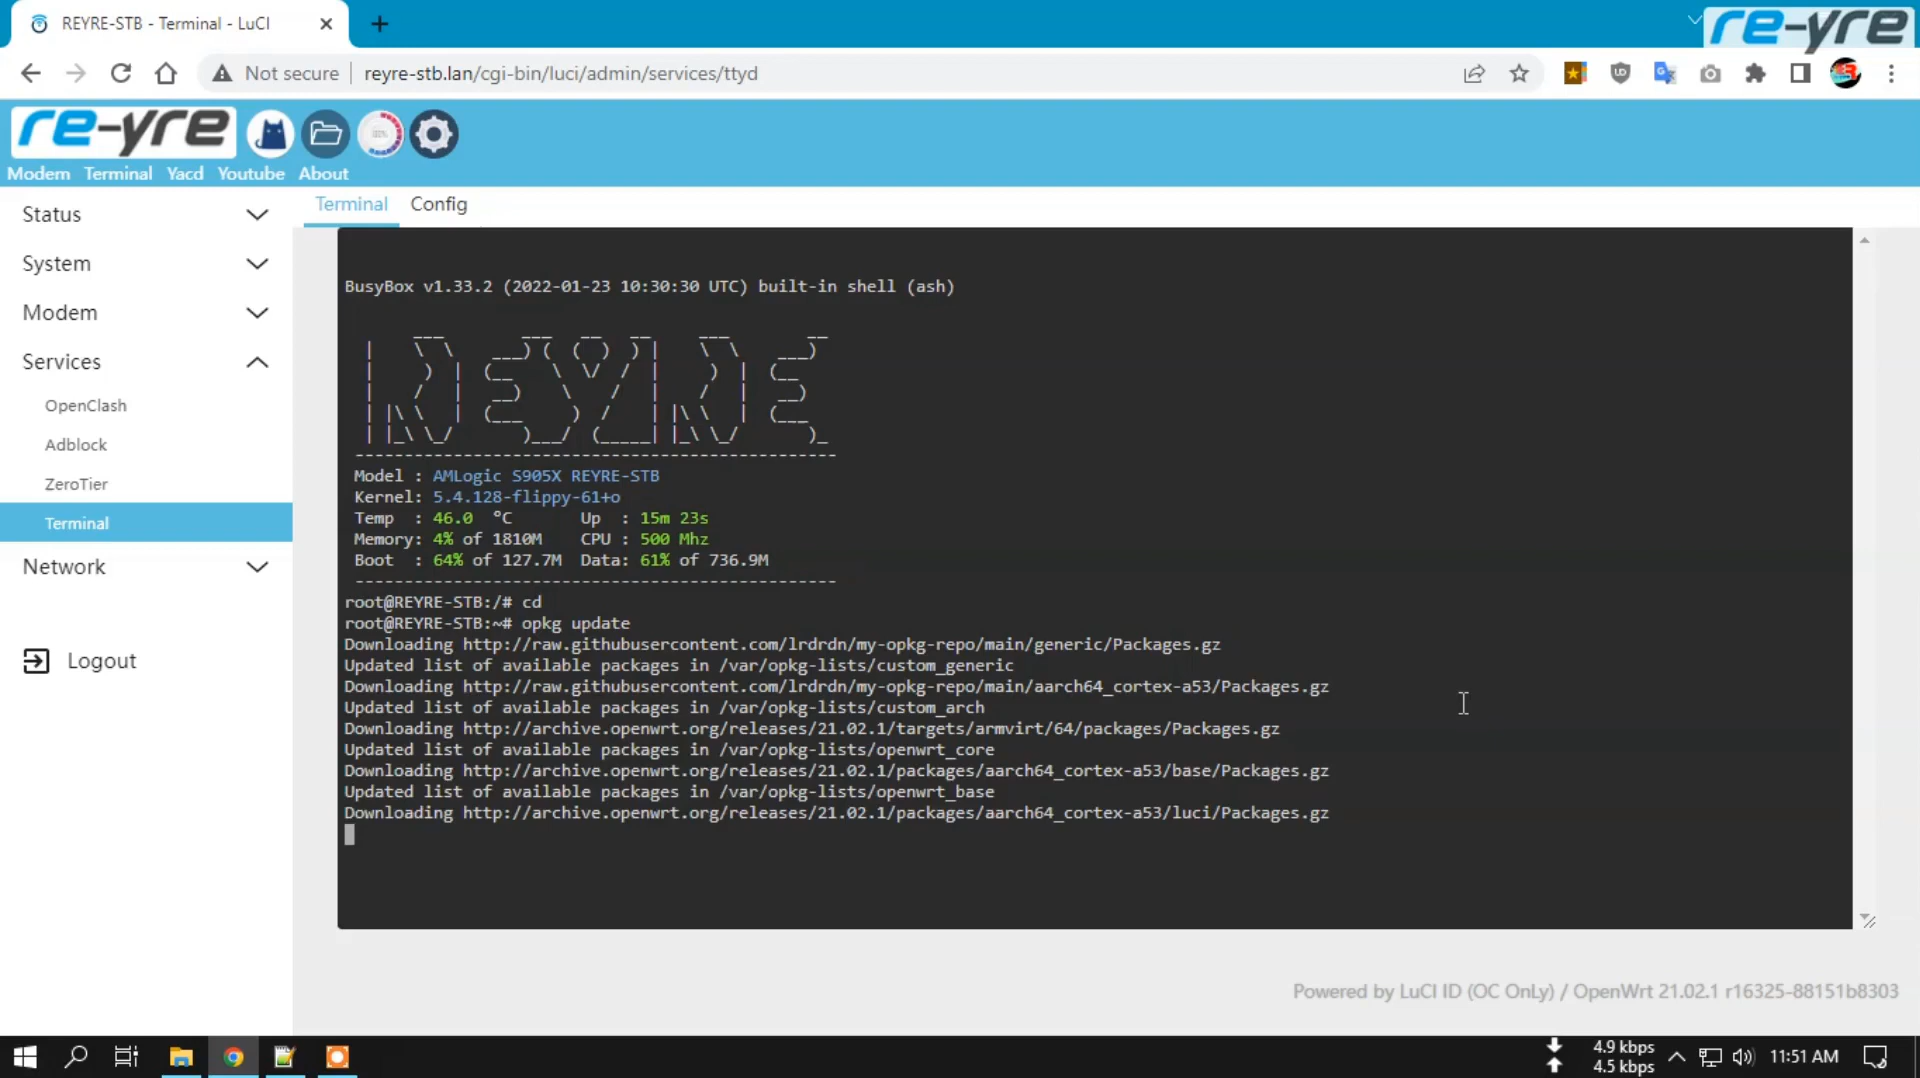 REYRE-STB - Terminal - LuCI
re-yre
Not secure
reyre-stb.lan/cgi-bin/luci/admin/services/ttyd
re-yre
Modem Terminal Yacd Youtube About
Status
System
Modem
Services
OpenClash
Adblock
ZeroTier
Terminal
Network
Logout
Terminal Config
BusyBox v1.33.2 (2022-01-23 10:30:30 UTC) built-in shell (ash)
REYRE
Model : AMLogic S905X REYRE-STB
Kernel: 5.4.128-flippy-61+o
Temp : 46.0 °C Up : 15m 23s
Memory: 4% of 1810M CPU : 500 Mhz
Boot : 64% of 127.7M Data: 61% of 736.9M
root@REYRE-STB:/# cd
root@REYRE-STB:~# opkg update
Downloading http://raw.githubusercontent.com/lrdrdn/my-opkg-repo/main/generic/Packages.gz
Updated list of available packages in /var/opkg-lists/custom_generic
Downloading http://raw.githubusercontent.com/lrdrdn/my-opkg-repo/main/aarch64_cortex-a53/Packages.gz
Updated list of available packages in /var/opkg-lists/custom_arch
Downloading http://archive.openwrt.org/releases/21.02.1/targets/armvirt/64/packages/Packages.gz
Updated list of available packages in /var/opkg-lists/openwrt_core
Downloading http://archive.openwrt.org/releases/21.02.1/packages/aarch64_cortex-a53/base/Packages.gz
Updated list of available packages in /var/opkg-lists/openwrt_base
Downloading http://archive.openwrt.org/releases/21.02.1/packages/aarch64_cortex-a53/luci/Packages.gz
Powered by LuCI ID (OC OnLy) / OpenWrt 21.02.1 r16325-88151b8303
4.9 kbps
4.5 kbps
11:51 AM